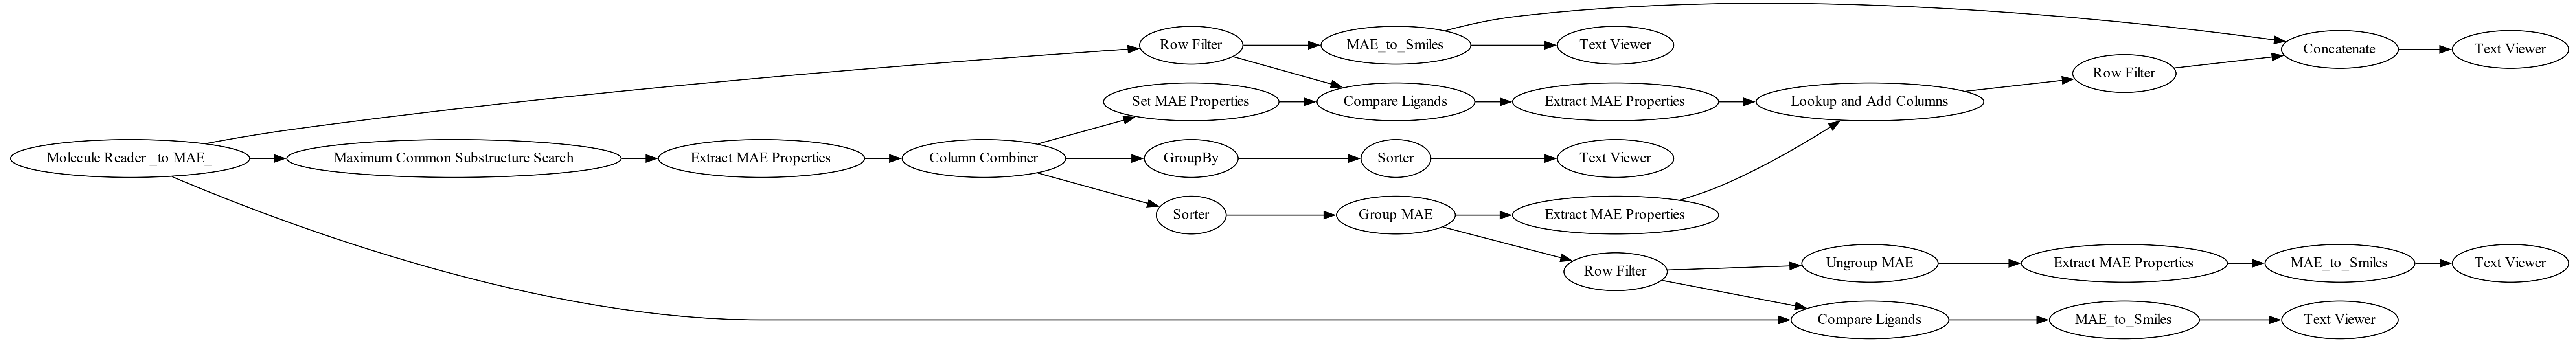 Row Filter
MAE_to_Smiles
Text Viewer
Concatenate
Text Viewer
Row Filter
Set MAE Properties
Compare Ligands
Extract MAE Properties
Lookup and Add Columns
Molecule Reader _to MAE_
Maximum Common Substructure Search
Extract MAE Properties
Column Combiner
GroupBy
Sorter
Text Viewer
Sorter
Group MAE
Extract MAE Properties
Row Filter
Ungroup MAE
Extract MAE Properties
MAE_to_Smiles
Text Viewer
Compare Ligands
MAE_to_Smiles
Text Viewer